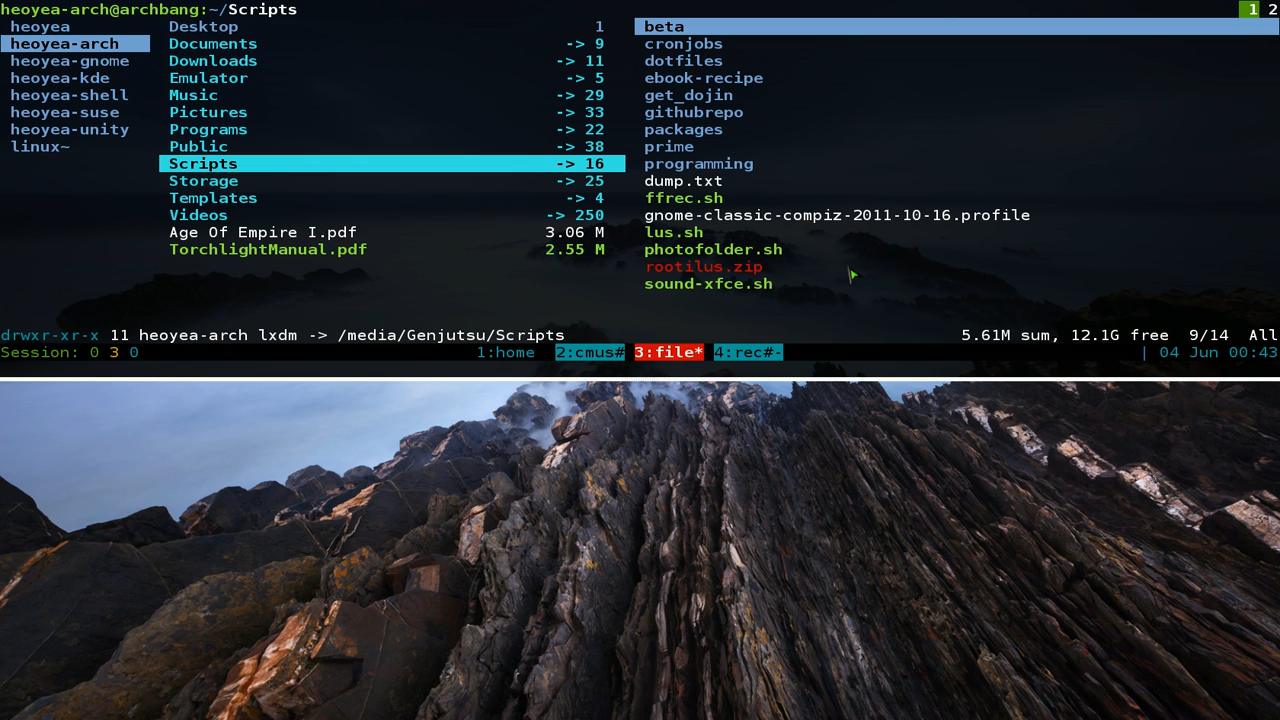 heoyea-arch@archbang:~/Scripts 1 2
heoyea Desktop 1 beta
heoyea-arch Documents -> 9 cronjobs
heoyea-gnome Downloads -> 11 dotfiles
heoyea-kde Emulator -> 5 ebook-recipe
heoyea-shell Music -> 29 get_dojin
heoyea-suse Pictures -> 33 githubrepo
heoyea-unity Programs -> 22 packages
linux~ Public -> 38 prime
Scripts -> 16 programming
Storage -> 25 dump.txt
Templates -> 4 ffrec.sh
Videos -> 250 gnome-classic-compiz-2011-10-16.profile
Age Of Empire I.pdf 3.06 M lus.sh
TorchlightManual.pdf 2.55 M photofolder.sh
rootilus.zip
sound-xfce.sh
drwxr-xr-x 11 heoyea-arch lxdm -> /media/Genjutsu/Scripts 5.61M sum, 12.1G free 9/14 All
Session: 0 3 0 1:home 2:cmus# 3:file* 4:rec#- | 04 Jun 00:43